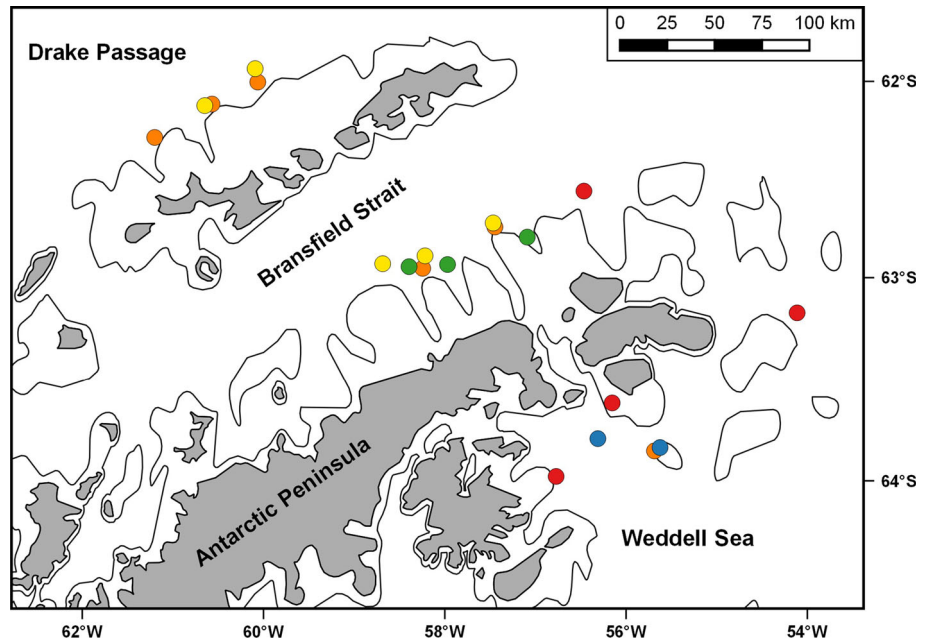 0 25 50 75 100 km
Drake Passage
62°S
Bransfield Strait
63°S
Antarctic Peninsula
64°S
Weddell Sea
62°W 60°W 58°W 56°W 54°W